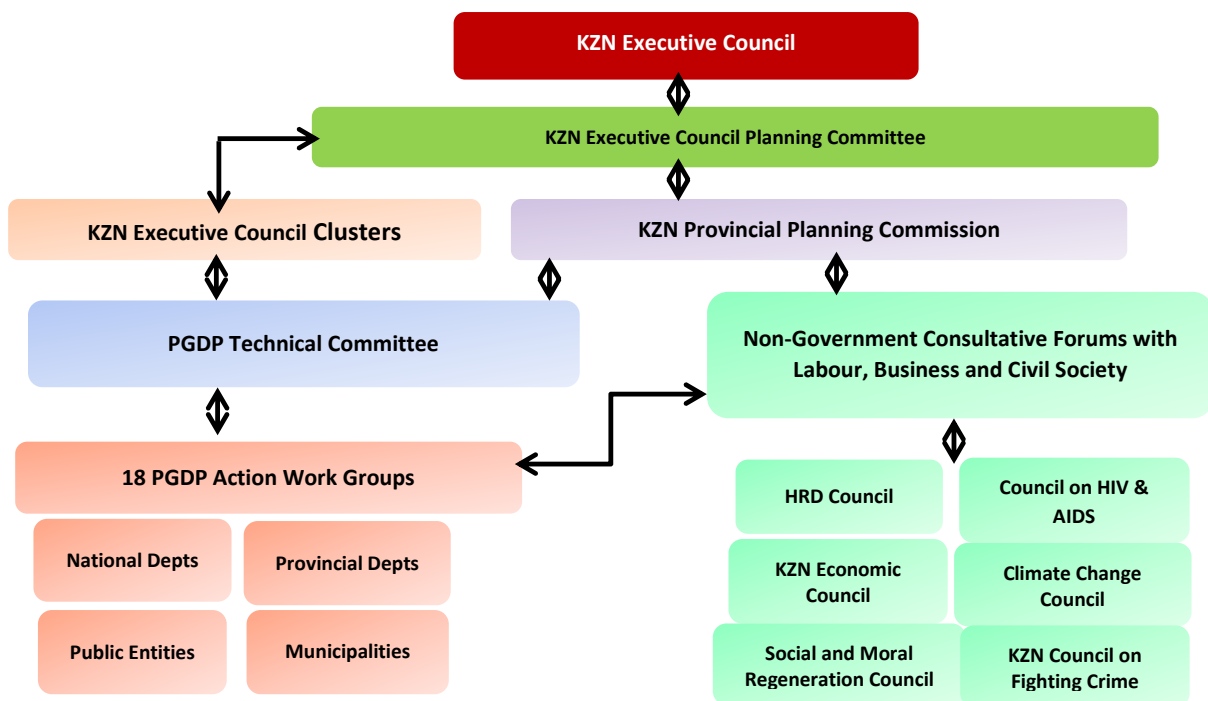 KZN Executive Council
KZN Executive Council Planning Committee
KZN Executive Council Clusters
KZN Provincial Planning Commission
PGDP Technical Committee
Non-Government Consultative Forums with
Labour, Business and Civil Society
18 PGDP Action Work Groups
National Depts
Provincial Depts
Public Entities
Municipalities
HRD Council
Council on HIV &
AIDS
KZN Economic
Council
Climate Change
Council
Social and Moral
Regeneration Council
KZN Council on
Fighting Crime